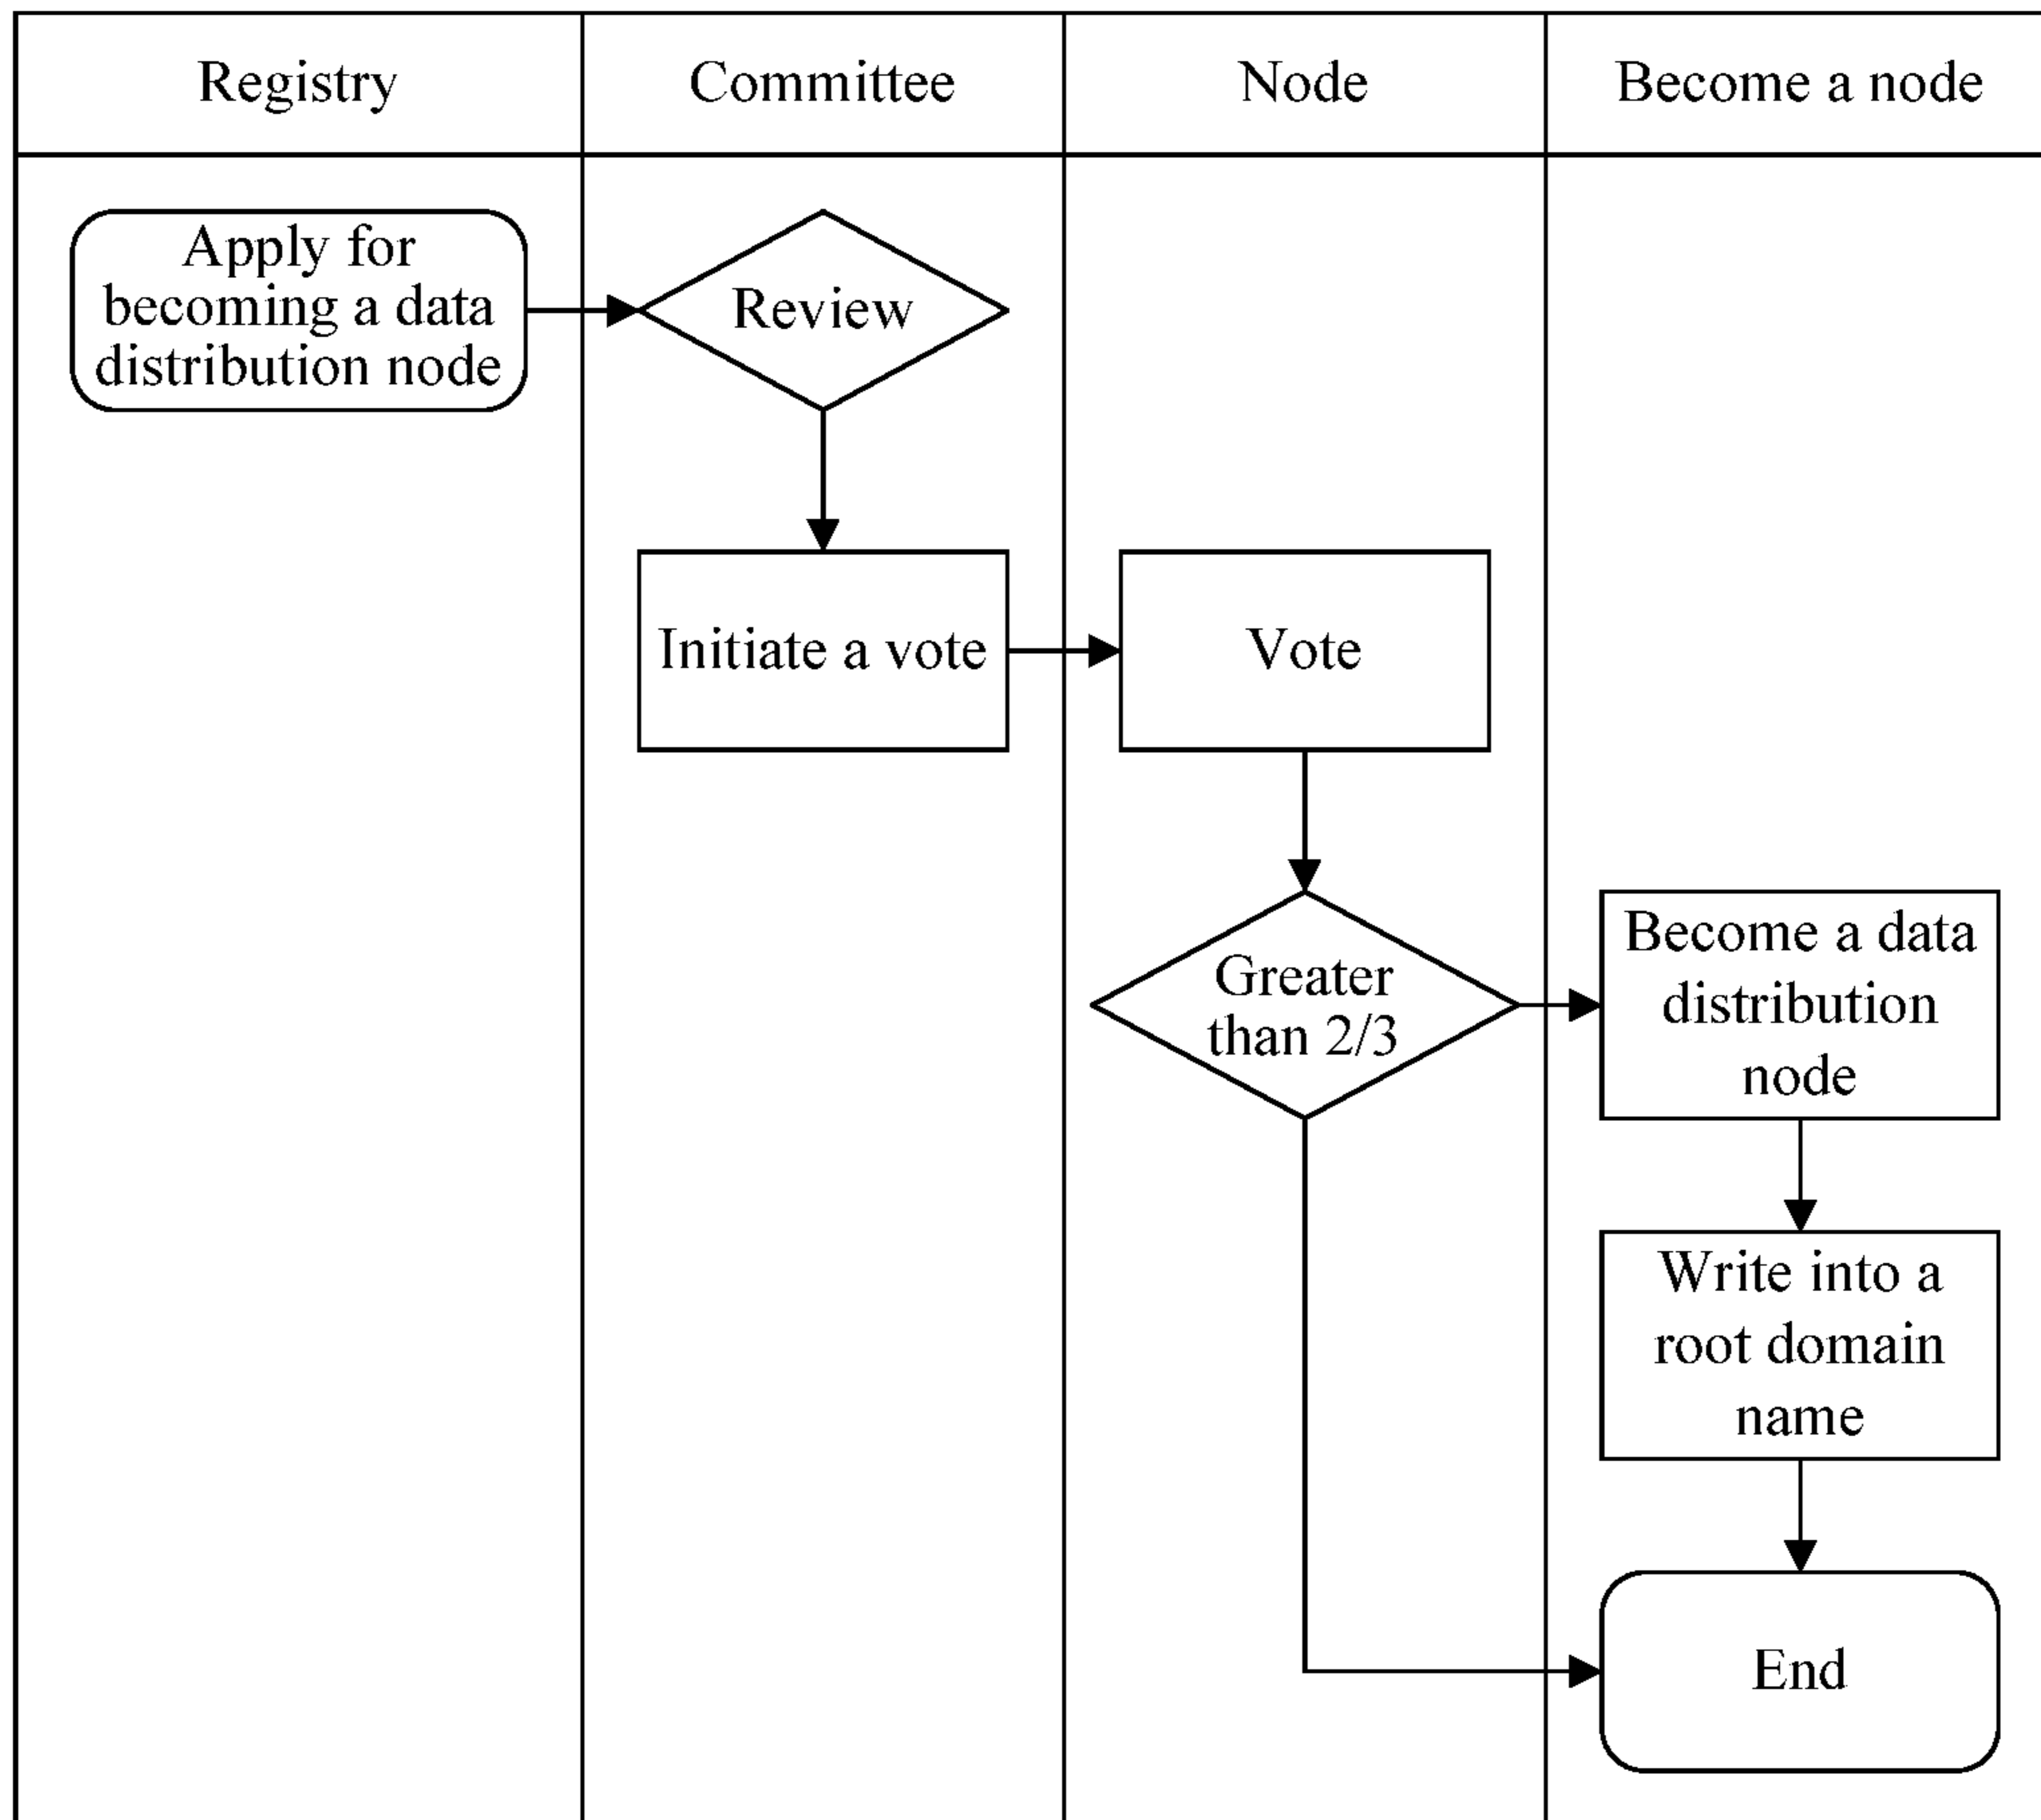 Registry
Committee
Node
Become a node
Apply for
becoming a data
distribution node
Review
Initiate a vote
Vote
Greater
than 2/3
Become a data
distribution
node
Write into a
root domain
name
End